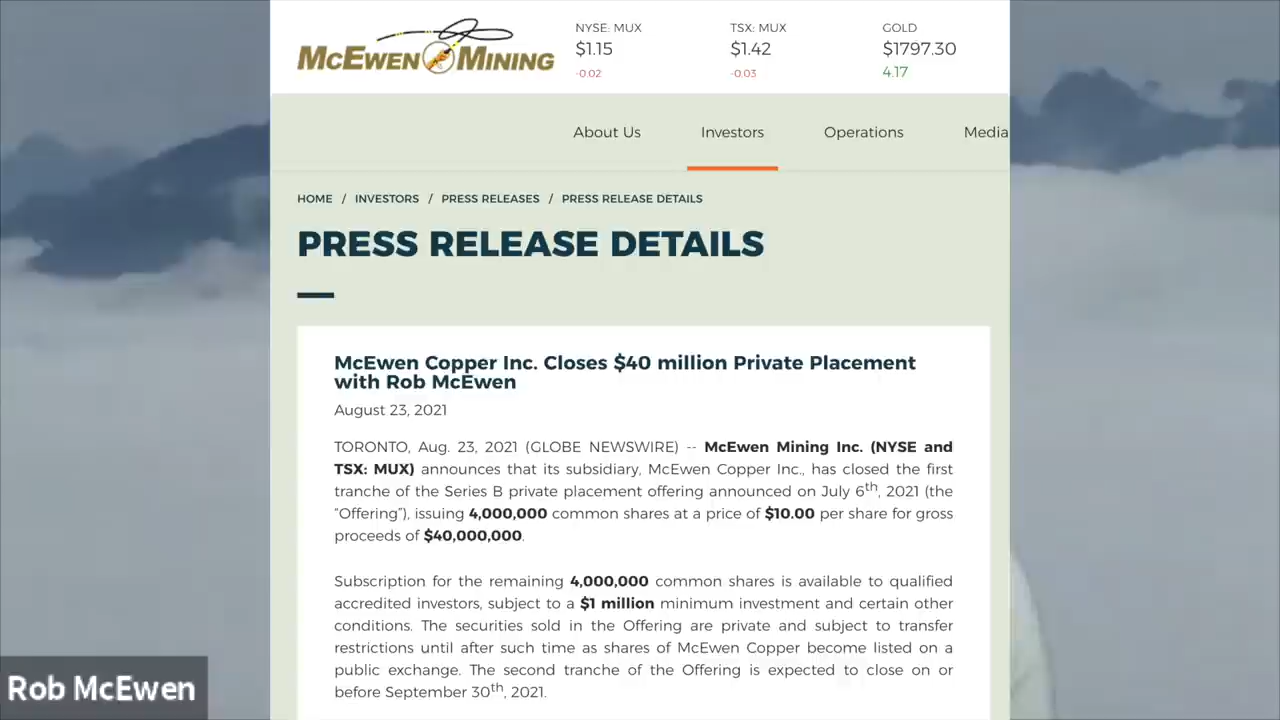 McEwen Mining
NYSE: MUX
$1.15
-0.02
TSX: MUX
$1.42
-0.03
GOLD
$1797.30
4.17
About Us Investors Operations Media
HOME / INVESTORS / PRESS RELEASES / PRESS RELEASE DETAILS
PRESS RELEASE DETAILS
McEwen Copper Inc. Closes $40 million Private Placement
with Rob McEwen
August 23, 2021
TORONTO, Aug. 23, 2021 (GLOBE NEWSWIRE) -- McEwen Mining Inc. (NYSE and
TSX: MUX) announces that its subsidiary, McEwen Copper Inc., has closed the first
tranche of the Series B private placement offering announced on July 6th, 2021 (the
“Offering”), issuing 4,000,000 common shares at a price of $10.00 per share for gross
proceeds of $40,000,000.
Subscription for the remaining 4,000,000 common shares is available to qualified
accredited investors, subject to a $1 million minimum investment and certain other
conditions. The securities sold in the Offering are private and subject to transfer
restrictions until after such time as shares of McEwen Copper become listed on a
public exchange. The second tranche of the Offering is expected to close on or
before September 30th, 2021.
Rob McEwen